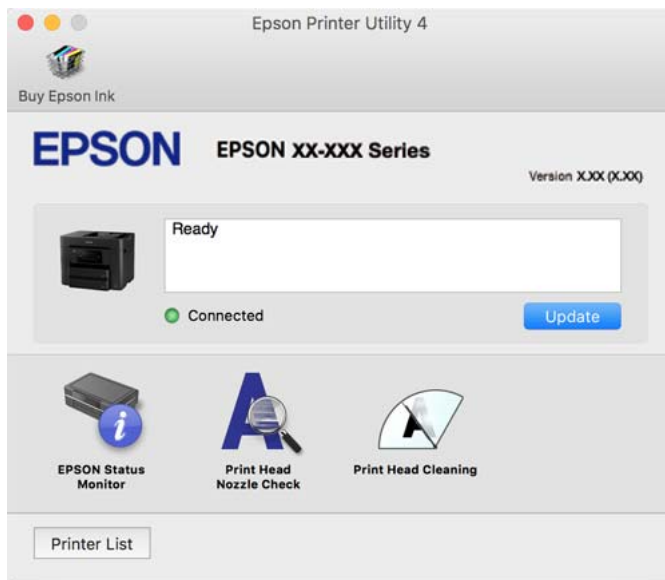 Epson Printer Utility 4
Buy Epson Ink
EPSON
EPSON XX-XXX Series
Version X.XX (X.XX)
Ready
Connected
Update
EPSON Status
Monitor
Print Head
Nozzle Check
Print Head Cleaning
Printer List